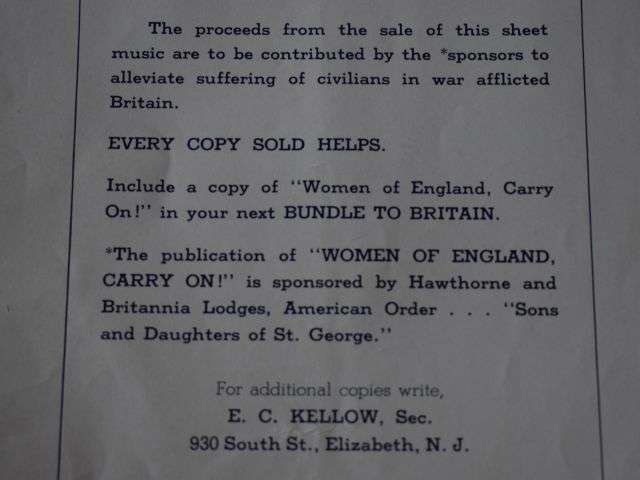 The proceeds from the sale of this sheet
music are to be contributed by the *sponsors to
alleviate suffering of civilians in war afflicted
Britain.
EVERY COPY SOLD HELPS.
Include a copy of "Women of England, Carry
On!" in your next BUNDLE TO BRITAIN.
*The publication of "WOMEN OF ENGLAND,
CARRY ON!" is sponsored by Hawthorne and
Britannia Lodges, American Order . . . "Sons
and Daughters of St. George."
For additional copies write,
E. C. KELLOW, Sec.
930 South St., Elizabeth, N. J.